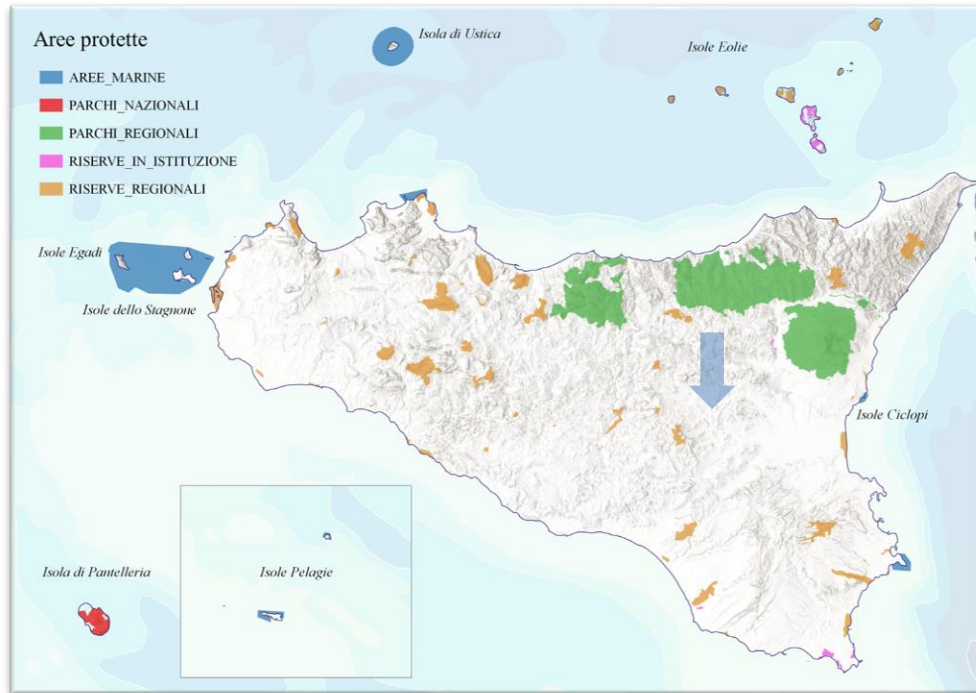 Aree protette
AREE_MARINE
PARCHI_NAZIONALI
PARCHI_REGIONALI
RISERVE_IN_ISTITUZIONE
RISERVE_REGIONALI
Isola di Ustica
Isole Eolie
Isole Egadi
Isole dello Stagnone
Isole Ciclopi
Isola di Pantelleria
Isole Pelagie